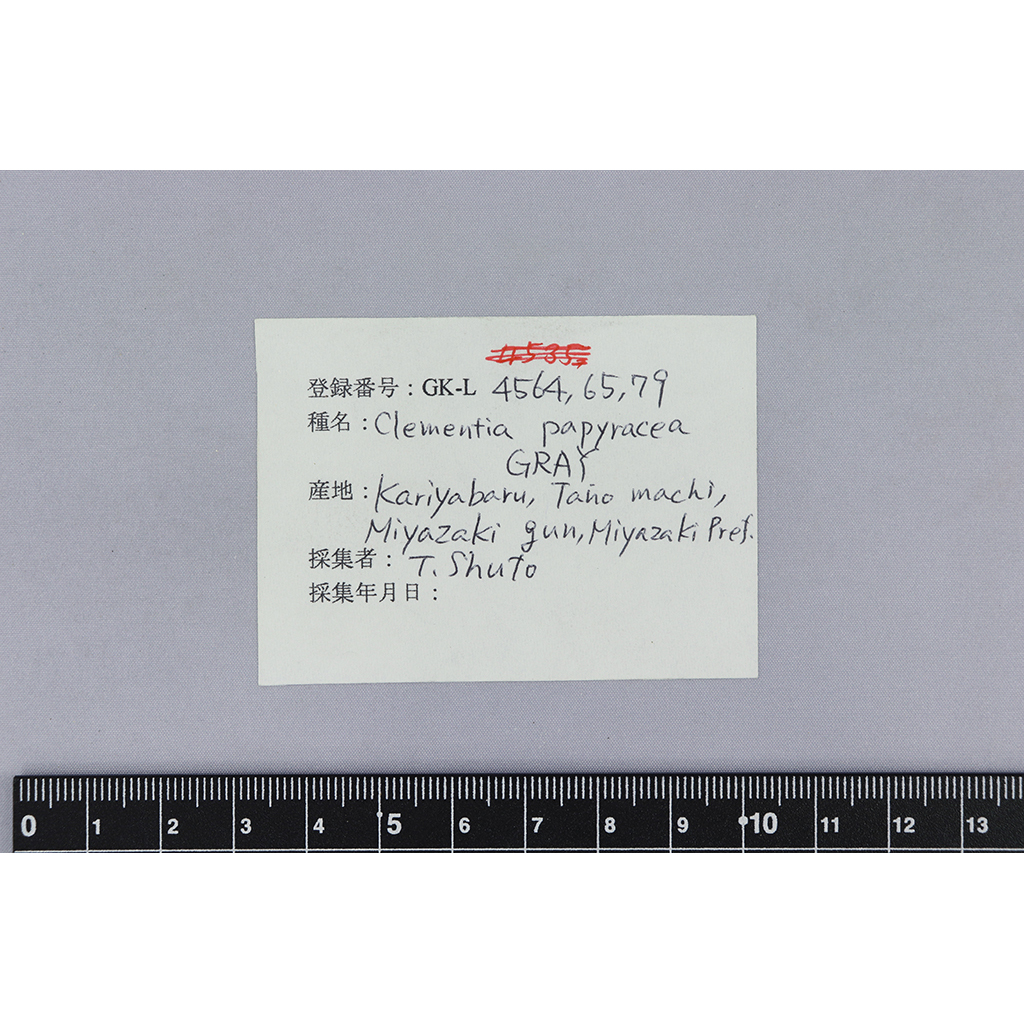 #535
登録番号：GK-L 4564, 65, 79
種名：Clementia papyracea
GRAY
産地：Kariyabaru, Tano machi,
Miyazaki gun, Miyazaki Pref.
採集者： T. Shuto
採集年月日：
0 1 2 3 4 5 6 7 8 9 10 11 12 13